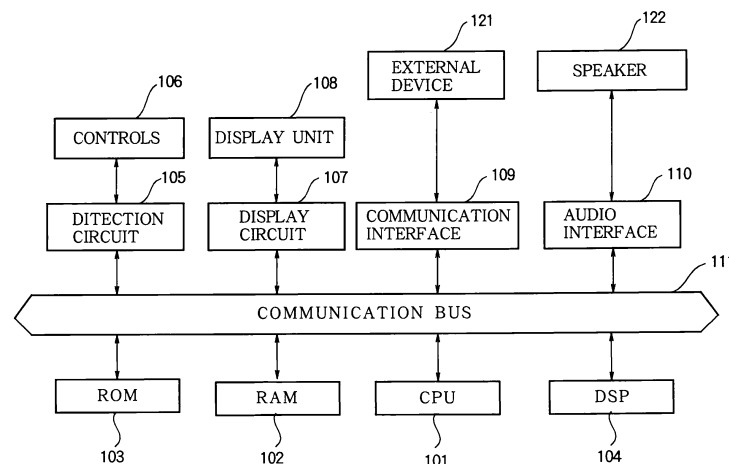 121
122
EXTERNAL
DEVICE
SPEAKER
106
108
CONTROLS
DISPLAY UNIT
105
107
109
110
DITECTION
CIRCUIT
DISPLAY
CIRCUIT
COMMUNICATION
INTERFACE
AUDIO
INTERFACE
111
COMMUNICATION BUS
ROM
RAM
CPU
DSP
103
102
101
104